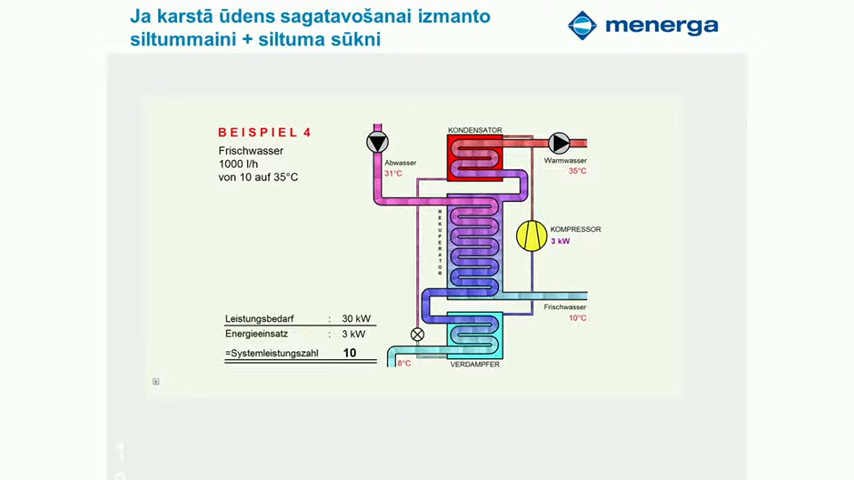 Ja karstā ūdens sagatavošanai izmanto
siltummaini + siltuma sūkni
menerga
BEISPIEL 4
Frischwasser
1000 l/h
von 10 auf 35°C
KONDENSATOR
Abwasser
31°C
Warmwasser
35°C
REKUPERATOR
KOMPRESSOR
3 kW
Frischwasser
10°C
Leistungsbedarf : 30 kW
Energieeinsatz : 3 kW
=Systemleistungszahl 10
8°C
VERDAMPFER